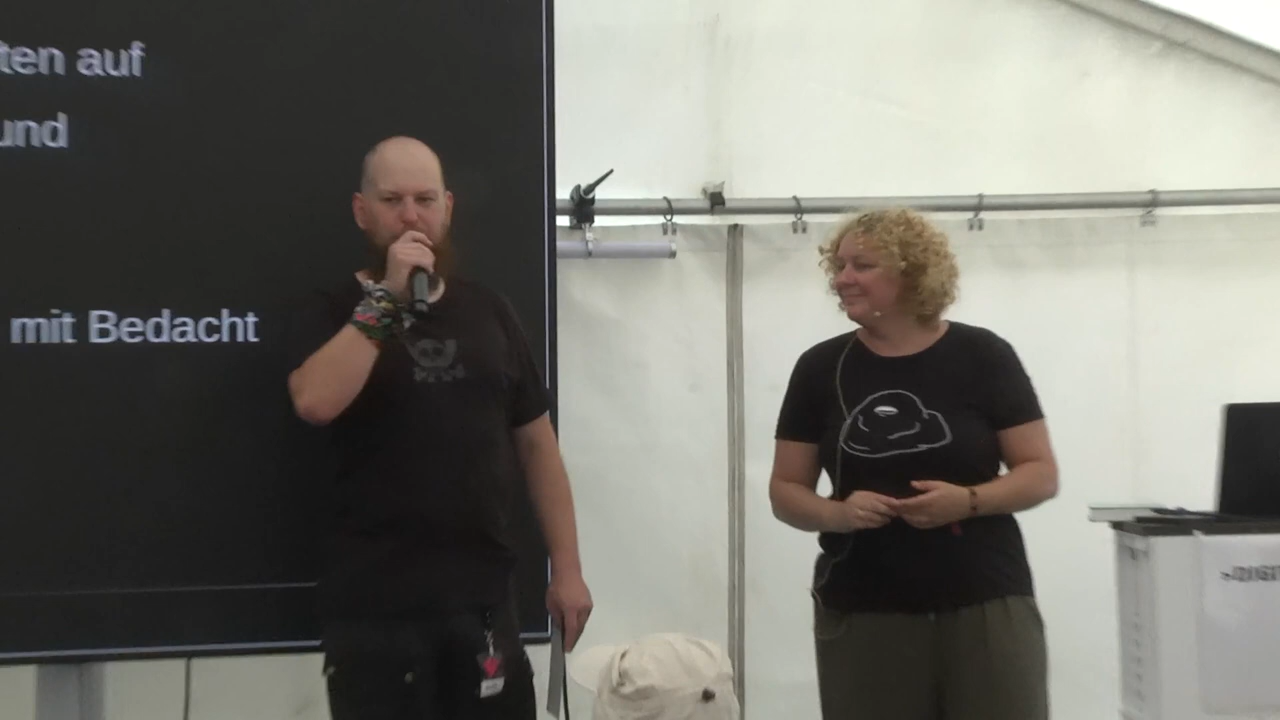 ten auf
und
mit Bedacht